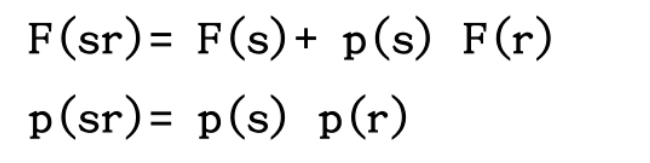 F(sr)= F(s)+ p(s) F(r)
p(sr)= p(s) p(r)